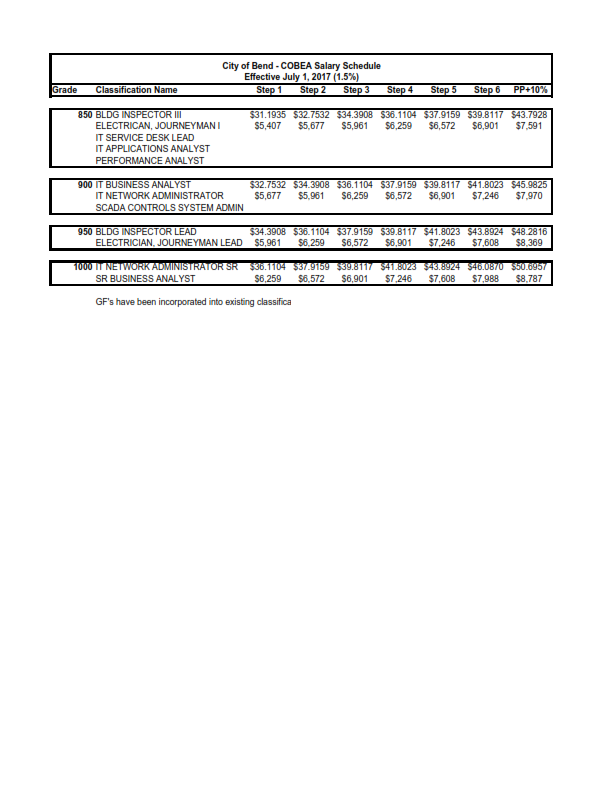 City of Bend - COBEA Salary Schedule
Effective July 1, 2017 (1.5%)
Grade Classification Name Step 1 Step 2 Step 3 Step 4 Step 5 Step 6 PP+10%
850 BLDG INSPECTOR III $31.1935 $32.7532 $34.3908 $36.1104 $37.9159 $39.8117 $43.7928
ELECTRICAN, JOURNEYMAN I $5,407 $5,677 $5,961 $6,259 $6,572 $6,901 $7,591
IT SERVICE DESK LEAD
IT APPLICATIONS ANALYST
PERFORMANCE ANALYST
900 IT BUSINESS ANALYST $32.7532 $34.3908 $36.1104 $37.9159 $39.8117 $41.8023 $45.9825
IT NETWORK ADMINISTRATOR $5,677 $5,961 $6,259 $6,572 $6,901 $7,246 $7,970
SCADA CONTROLS SYSTEM ADMIN
950 BLDG INSPECTOR LEAD $34.3908 $36.1104 $37.9159 $39.8117 $41.8023 $43.8924 $48.2816
ELECTRICIAN, JOURNEYMAN LEAD $5,961 $6,259 $6,572 $6,901 $7,246 $7,608 $8,369
1000 IT NETWORK ADMINISTRATOR SR $36.1104 $37.9159 $39.8117 $41.8023 $43.8924 $46.0870 $50.6957
SR BUSINESS ANALYST $6,259 $6,572 $6,901 $7,246 $7,608 $7,988 $8,787
GF's have been incorporated into existing classifica